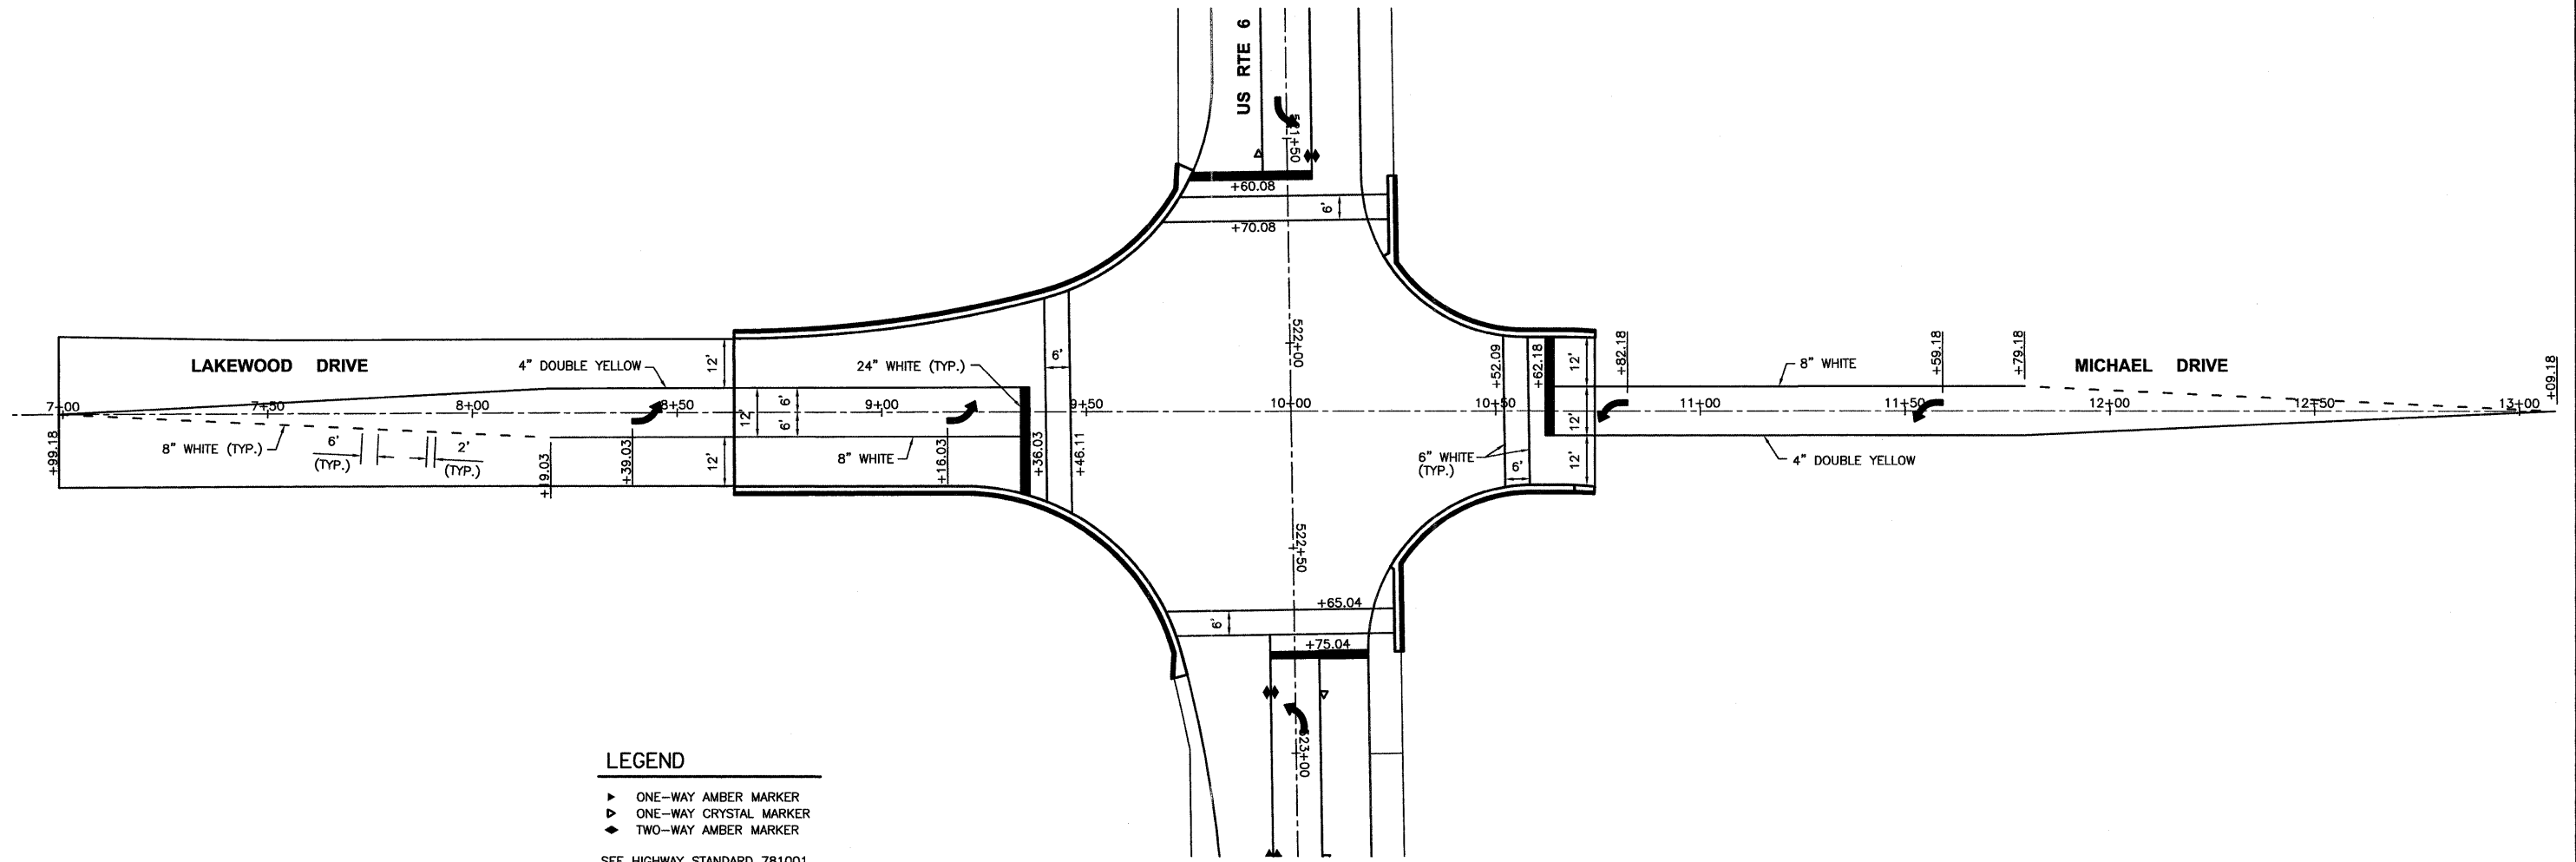 US RTE 6
521+50
+60.08
6'
+70.08
522+00
LAKEWOOD DRIVE
4" DOUBLE YELLOW
12'
24" WHITE (TYP.)
6'
+52.09
+62.18
12'
+82.18
8" WHITE
+59.18
+79.18
MICHAEL DRIVE
+09.18
7+00
7+50
8+00
8+50
9+00
9+50
10+00
10+50
11+00
11+50
12+00
12+50
13+00
12'
6'
6'
12'
+99.18
8" WHITE (TYP.)
6'
(TYP.)
2'
(TYP.)
+19.03
+39.03
12'
8" WHITE
+16.03
+36.03
+46.11
6" WHITE
(TYP.)
6'
12'
4" DOUBLE YELLOW
522+50
+65.04
6'
+75.04
523+00
LEGEND
ONE-WAY AMBER MARKER
ONE-WAY CRYSTAL MARKER
TWO-WAY AMBER MARKER
SEE HIGHWAY STANDARD 781001